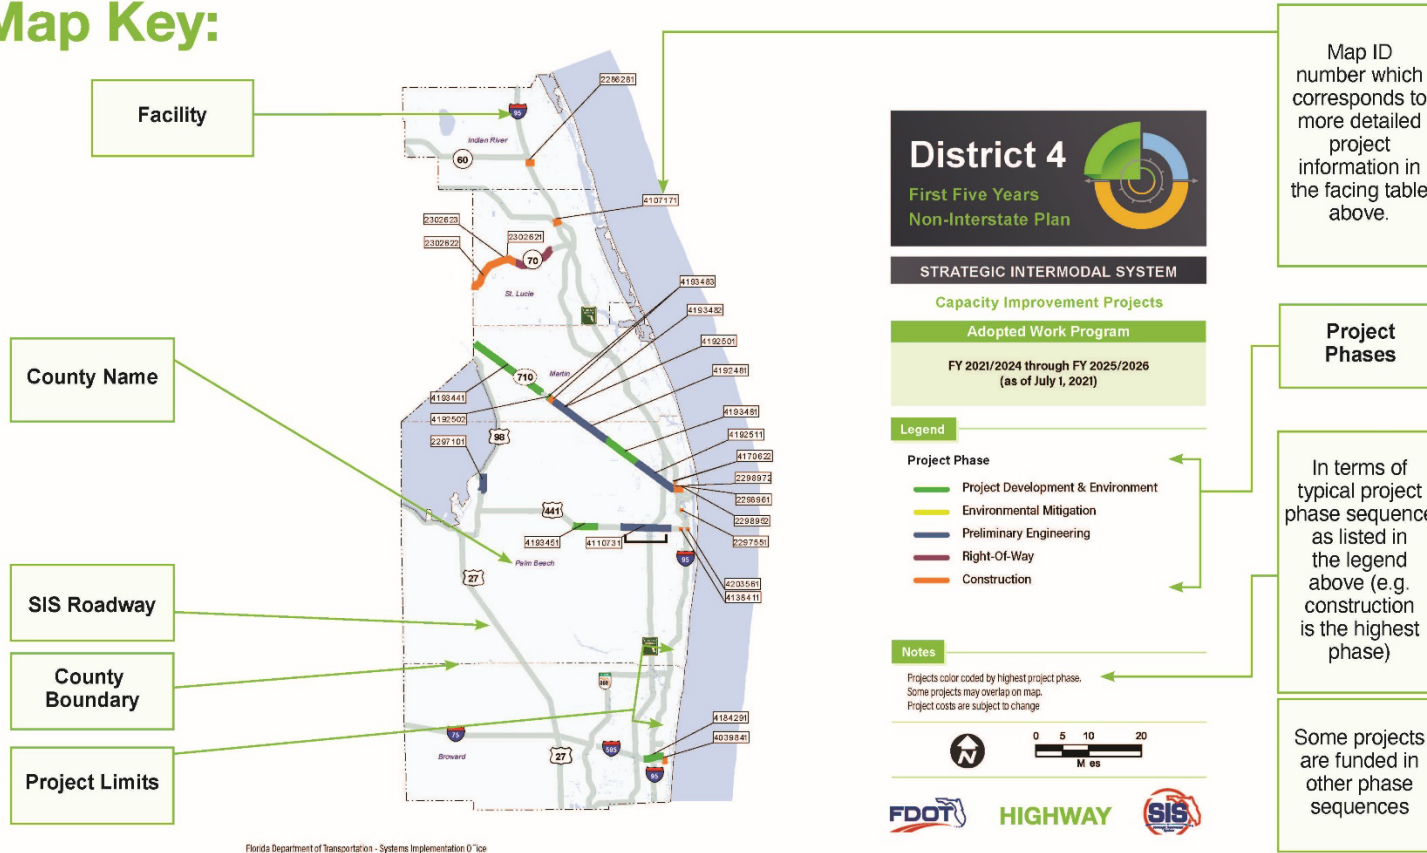 Map Key:
Facility
County Name
SIS Roadway
County
Boundary
Project Limits
2286281
95
Indian River
60
4107171
2302623
2302621
2302622
70
St. Lucie
4193483
4193482
4192501
4192481
710
Martin
4193441
4192502
98
2297101
4193481
4192511
4170622
2298972
2298961
2298962
2297551
441
4193451
4110731
95
Palm Beach
27
4203561
4138411
75
Broward
27
595
95
4184291
4039841
Florida Department of Transportation - Systems Implementation O˜ice
District 4
First Five Years
Non-Interstate Plan
STRATEGIC INTERMODAL SYSTEM
Capacity Improvement Projects
Adopted Work Program
FY 2021/2024 through FY 2025/2026
(as of July 1, 2021)
Legend
Project Phase
Project Development & Environment
Environmental Mitigation
Preliminary Engineering
Right-Of-Way
Construction
Notes
Projects color coded by highest project phase.
Some projects may overlap on map.
Project costs are subject to change
N
0 5 10 20
M es
FDOT
HIGHWAY
SIS
Map ID
number which
corresponds to
more detailed
project
information in
the facing table
above.
Project
Phases
In terms of
typical project
phase sequence
as listed in
the legend
above (e.g.
construction
is the highest
phase)
Some projects
are funded in
other phase
sequences